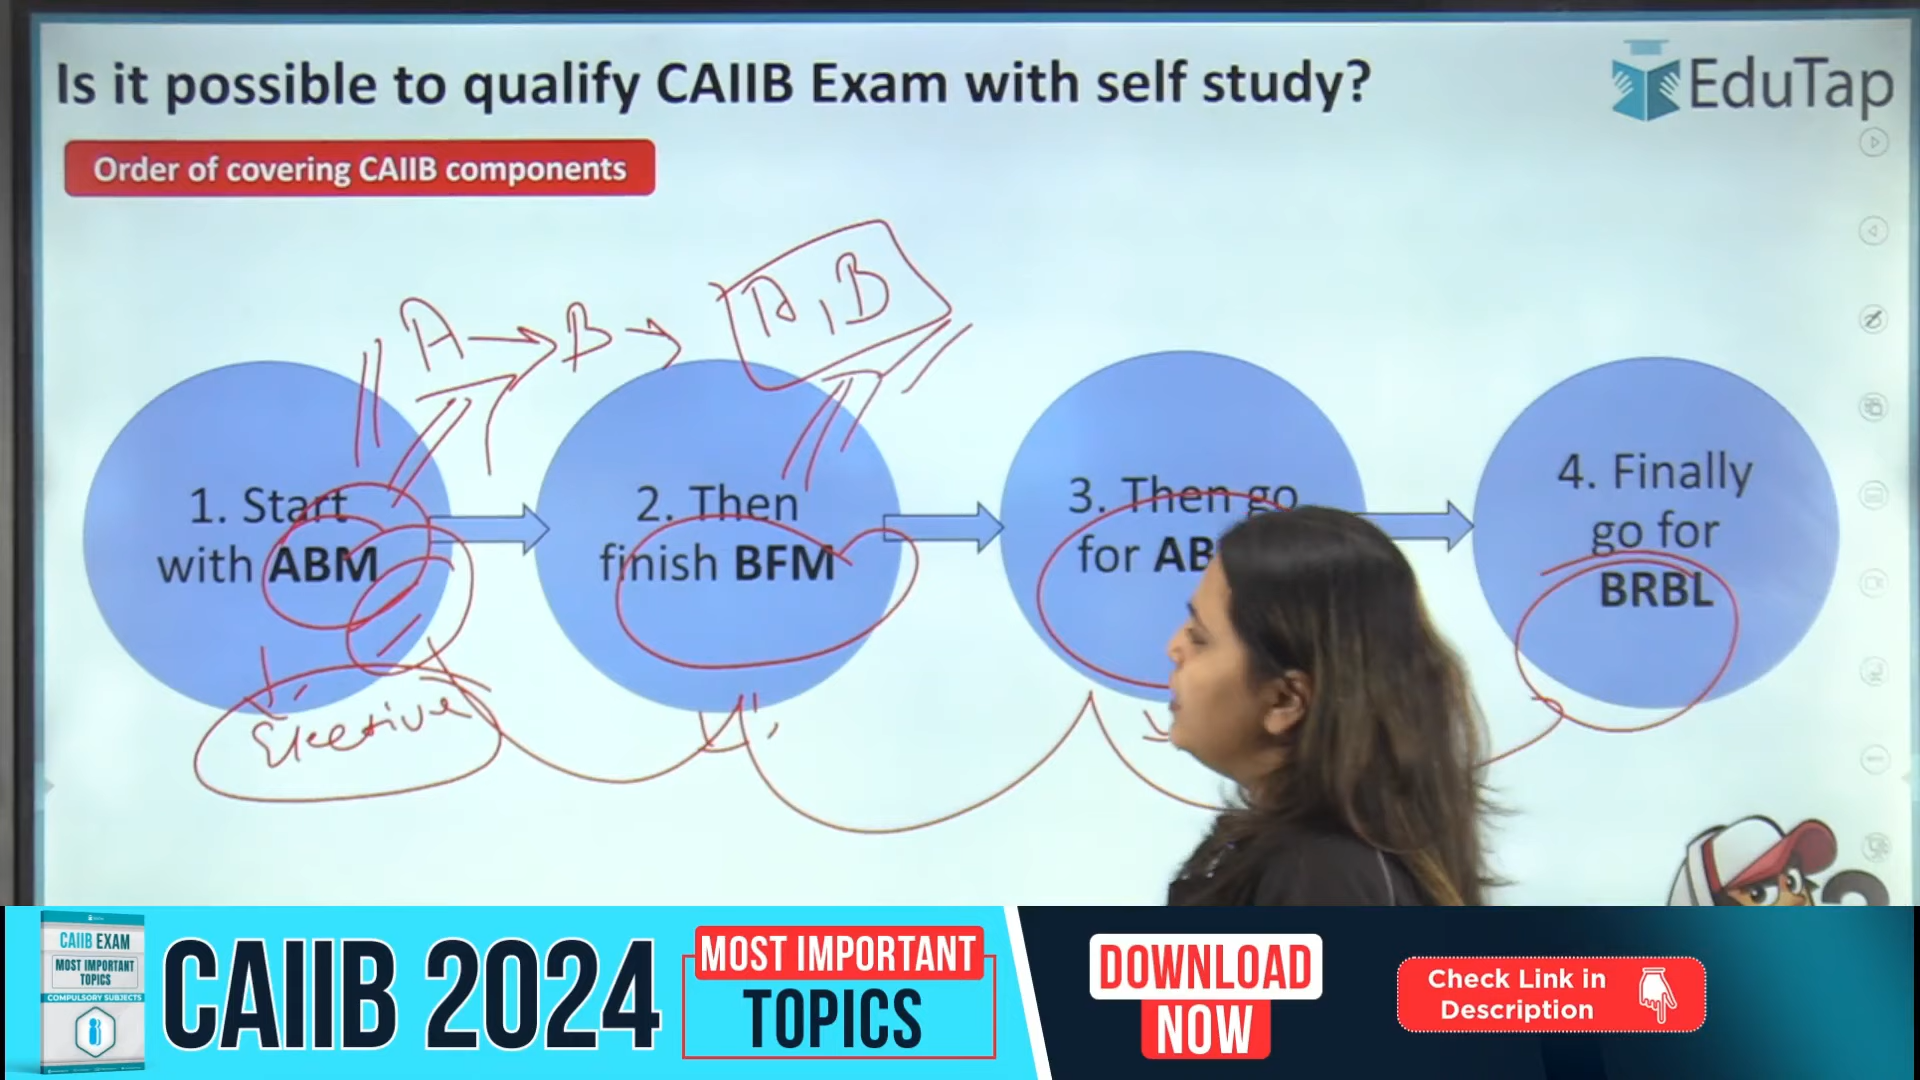 Is it possible to qualify CAIIB Exam with self study?
EduTap
Order of covering CAIIB components
A → B →
A, B
1. Start
with ABM
2. Then
finish BFM
3. Then go
for AB
4. Finally
go for
BRBL
Elective
CAIIB EXAM
MOST IMPORTANT
TOPICS
COMPULSORY SUBJECTS
CAIIB 2024
MOST IMPORTANT
TOPICS
DOWNLOAD
NOW
Check Link in
Description